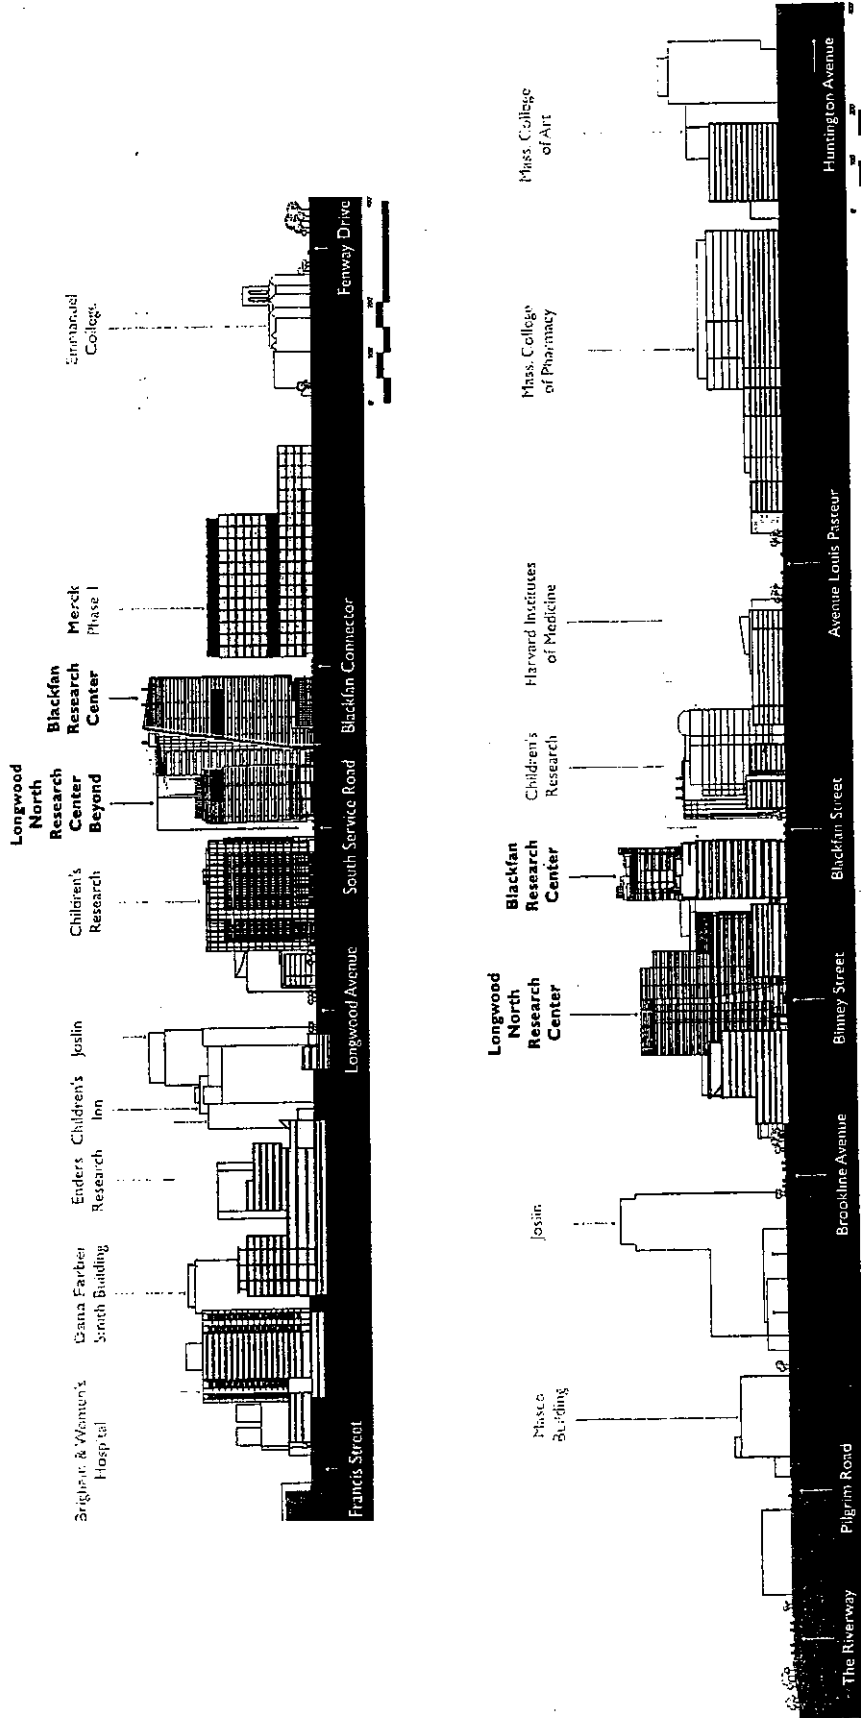 Brigham & Women's
Hospital
Dana Farber
Smith Building
Enders
Research
Children's
Inn
Joslin
Children's
Research
Longwood
North
Research
Center
Beyond
Blackfan
Research
Center
Merck
Phase I
Emmanuel
College
Francis Street
Longwood Avenue
South Service Road
Blackfan Connector
Fenway Drive
Masco
Building
Joslin
Longwood
North
Research
Center
Blackfan
Research
Center
Children's
Research
Harvard Institutes
of Medicine
Mass. College
of Pharmacy
Mass. College
of Art
The Riverway
Pilgrim Road
Brookline Avenue
Binney Street
Blackfan Street
Avenue Louis Pasteur
Huntington Avenue